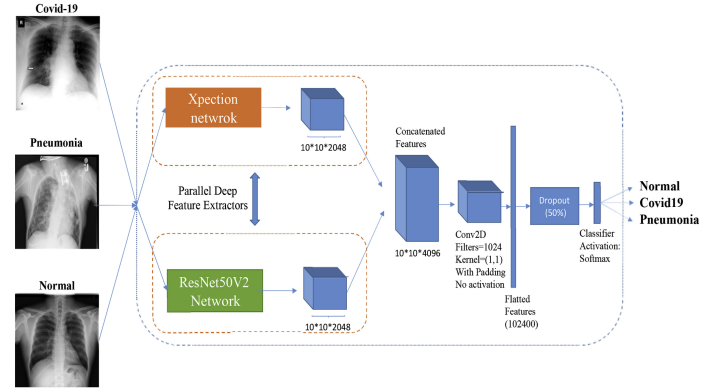 Covid-19
Pneumonia
Normal
Xpection
netwrok
10*10*2048
Parallel Deep
Feature Extractors
ResNet50V2
Network
10*10*2048
Concatenated
Features
10*10*4096
Conv2D
Filters=1024
Kernel=(1,1)
With Padding
No activation
Flatted
Features
(102400)
Dropout
(50%)
Classifier
Activation:
Softmax
Normal
Covid19
Pneumonia